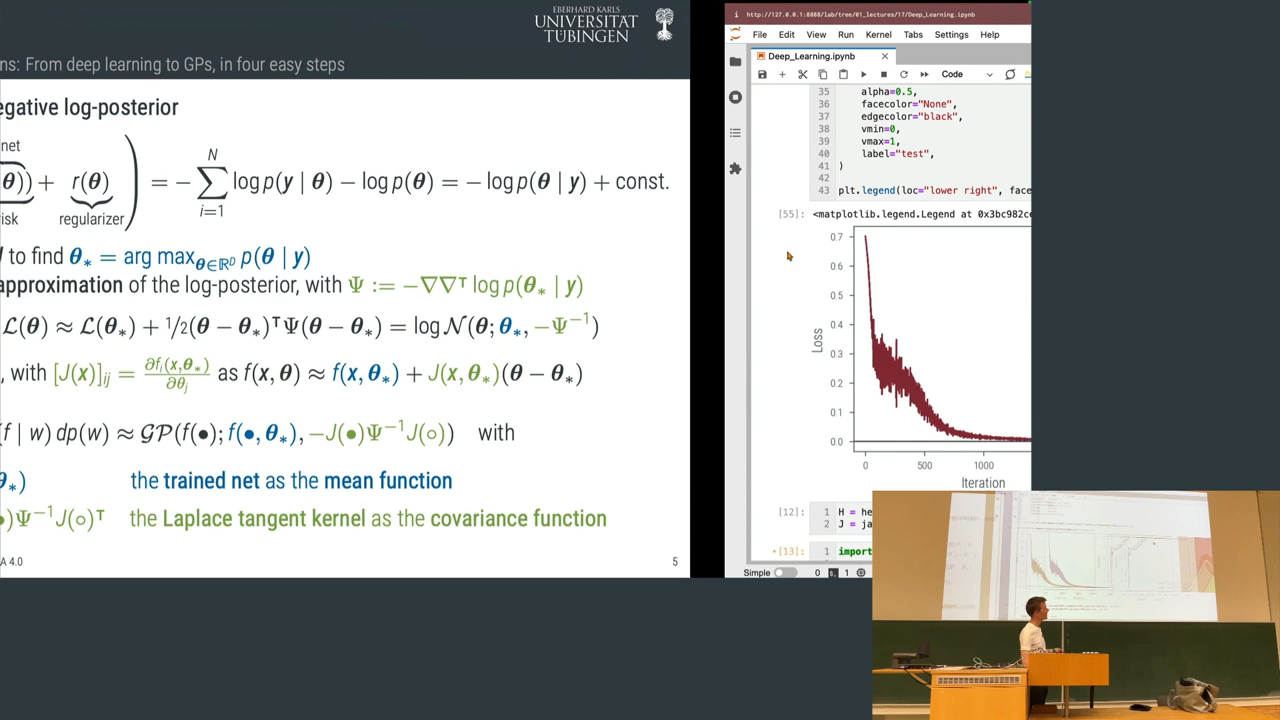 EBERHARD KARLS
UNIVERSITÄT
TÜBINGEN
ns: From deep learning to GPs, in four easy steps
egative log-posterior
net
θ)) + r(θ) ) = − ∑ log p(y | θ) − log p(θ) = − log p(θ | y) + const.
N
i=1
risk regularizer
to find θ∗ = arg max θ∈ℝᴰ p(θ | y)
approximation of the log-posterior, with Ψ := −∇∇ᵀ log p(θ∗ | y)
ℒ(θ) ≈ ℒ(θ∗) + 1/2(θ − θ∗)ᵀΨ(θ − θ∗) = log 𝒩(θ; θ∗, −Ψ⁻¹)
, with [J(x)]ij = ∂fi(x,θ∗)/∂θj as f(x, θ) ≈ f(x, θ∗) + J(x, θ∗)(θ − θ∗)
(f | w) dp(w) ≈ 𝒢𝒫(f(•); f(•, θ∗), −J(•)Ψ⁻¹J(○)) with
θ∗) the trained net as the mean function
•)Ψ⁻¹J(○)ᵀ the Laplace tangent kernel as the covariance function
A 4.0
5
http://127.0.0.1:8888/lab/tree/01_lectures/17/Deep_Learning.ipynb
File Edit View Run Kernel Tabs Settings Help
Deep_Learning.ipynb
Code
35 alpha=0.5,
36 facecolor="None",
37 edgecolor="black",
38 vmin=0,
39 vmax=1,
40 label="test",
41 )
42
43 plt.legend(loc="lower right", face
[55]: <matplotlib.legend.Legend at 0x3bc982ce
0.7
0.6
0.5
0.4
0.3
0.2
0.1
0.0
Loss
0 500 1000
Iteration
[12]: 1 H = he
2 J = ja
*[13]: 1 import
Simple 0 1